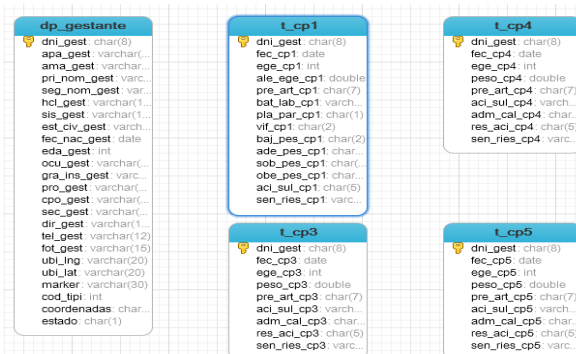 dp_gestante
dni_gest: char(8)
apa_gest: varchar(...
ama_gest: varchar...
pri_nom_gest: varc...
seg_nom_gest: var...
hcl_gest: varchar(1...
sis_gest: varchar(1...
est_civ_gest: varch...
fec_nac_gest: date
eda_gest: int
ocu_gest: varchar(...
gra_ins_gest: varc...
pro_gest: varchar(...
cpo_gest: varchar(...
sec_gest: varchar(...
dir_gest: varchar(1...
tel_gest: varchar(12)
fot_gest: varchar(15)
ubi_lng: varchar(20)
ubi_lat: varchar(20)
marker: varchar(30)
cod_tipi: int
coordenadas: char...
estado: char(1)
t_cp1
dni_gest: char(8)
fec_cp1: date
ege_cp1: int
ale_ege_cp1: double
pre_art_cp1: char(7)
bat_lab_cp1: varch...
pla_par_cp1: char(1)
vif_cp1: char(2)
baj_pes_cp1: char(2)
ade_pes_cp1: char...
sob_pes_cp1: char(...
obe_pes_cp1: char...
aci_sul_cp1: char(5)
sen_ries_cp1: varc...
t_cp4
dni_gest: char(8)
fec_cp4: date
ege_cp4: int
peso_cp4: double
pre_art_cp4: char(7)
aci_sul_cp4: varch...
adm_cal_cp4: char...
res_aci_cp4: char(5)
sen_ries_cp4: varc...
t_cp3
dni_gest: char(8)
fec_cp3: date
ege_cp3: int
peso_cp3: double
pre_art_cp3: char(7)
aci_sul_cp3: varch...
adm_cal_cp3: char...
res_aci_cp3: char(5)
sen_ries_cp3: varc...
t_cp5
dni_gest: char(8)
fec_cp5: date
ege_cp5: int
peso_cp5: double
pre_art_cp5: char(7)
aci_sul_cp5: varch...
adm_cal_cp5: char...
res_aci_cp5: char(5)
sen_ries_cp5: varc...